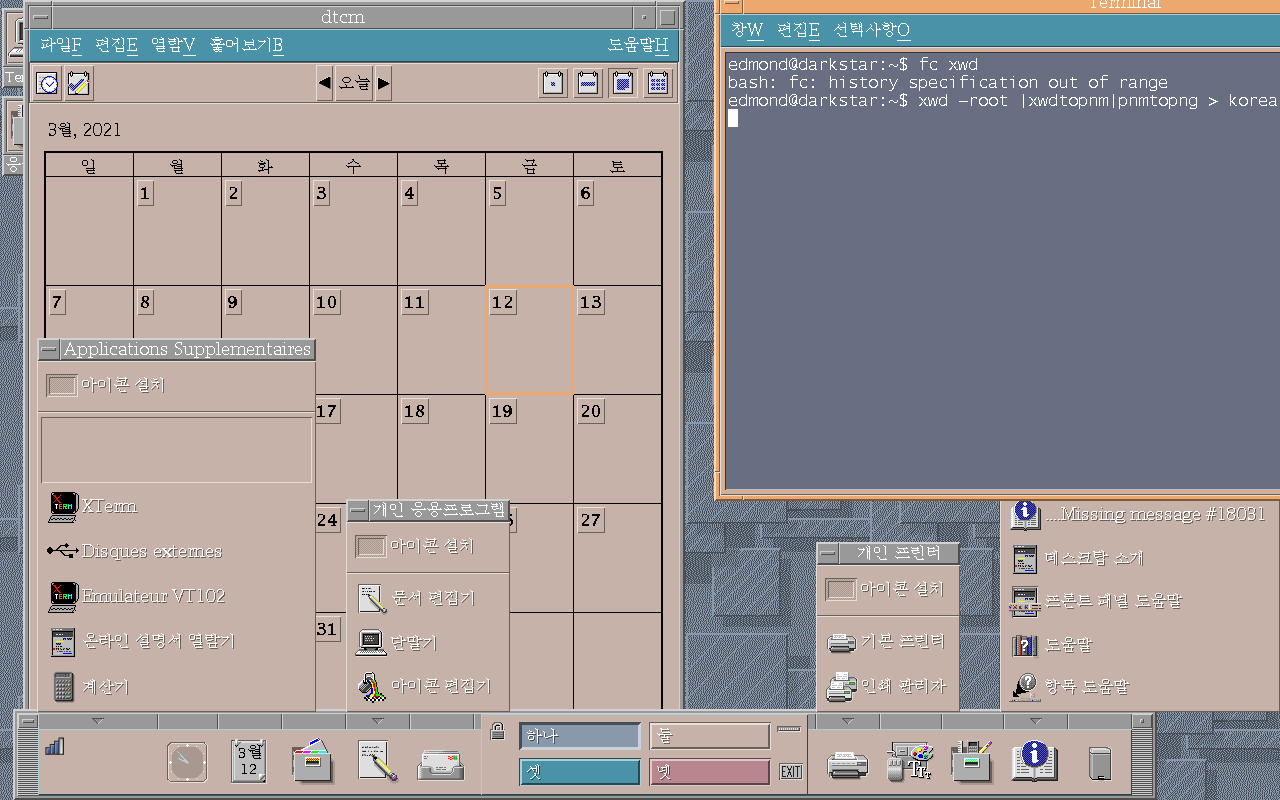 dtcm
파일F 편집E 열람V 훑어보기B 도움말H
오늘
3월, 2021
일 월 화 수 목 금 토
1 2 3 4 5 6
7 8 9 10 11 12 13
17 18 19 20
24 27
31
Applications Supplementaires
아이콘 설치
XTerm
Disques externes
Emulateur VT102
온라인 설명서 열람기
계산기
개인 응용프로그램
아이콘 설치
문서 편집기
단말기
아이콘 편집기
Terminal
창W 편집E 선택사항O
edmond@darkstar:~$ fc xwd
bash: fc: history specification out of range
edmond@darkstar:~$ xwd -root |xwdtopnm|pnmtopng > korea
개인 프린터
아이콘 설치
기본 프린터
인쇄 관리자
....Missing message #18031
데스크탑 소개
프론트 패널 도움말
도움말
항목 도움말
3월
12
하나 둘
셋 넷
EXIT